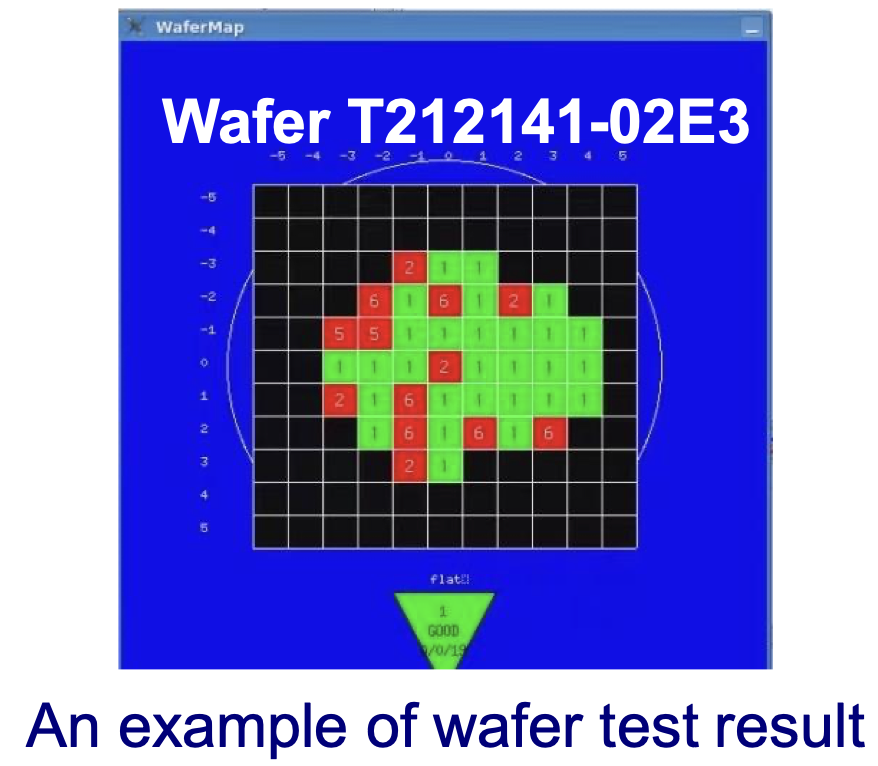 WaferMap
Wafer T212141-02E3
-5 -4 -3 -2 -1 0 1 2 3 4 5
-5
-4
-3 2 1 1
-2 6 1 6 1 2 1
-1 5 5 1 1 1 1 1 1
0 1 1 1 2 1 1 1 1
1 2 1 6 1 1 1 1 1
2 1 6 1 6 1 6
3 2 1
4
5
flat
1
GOOD
An example of wafer test result